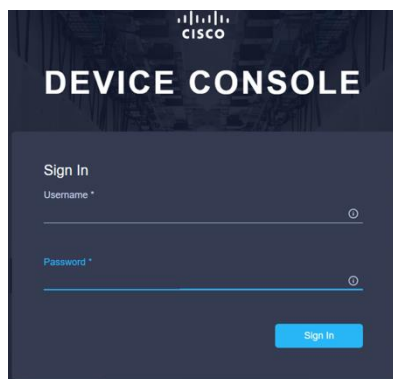 CISCO
DEVICE CONSOLE
Sign In
Username *
Password *
Sign In